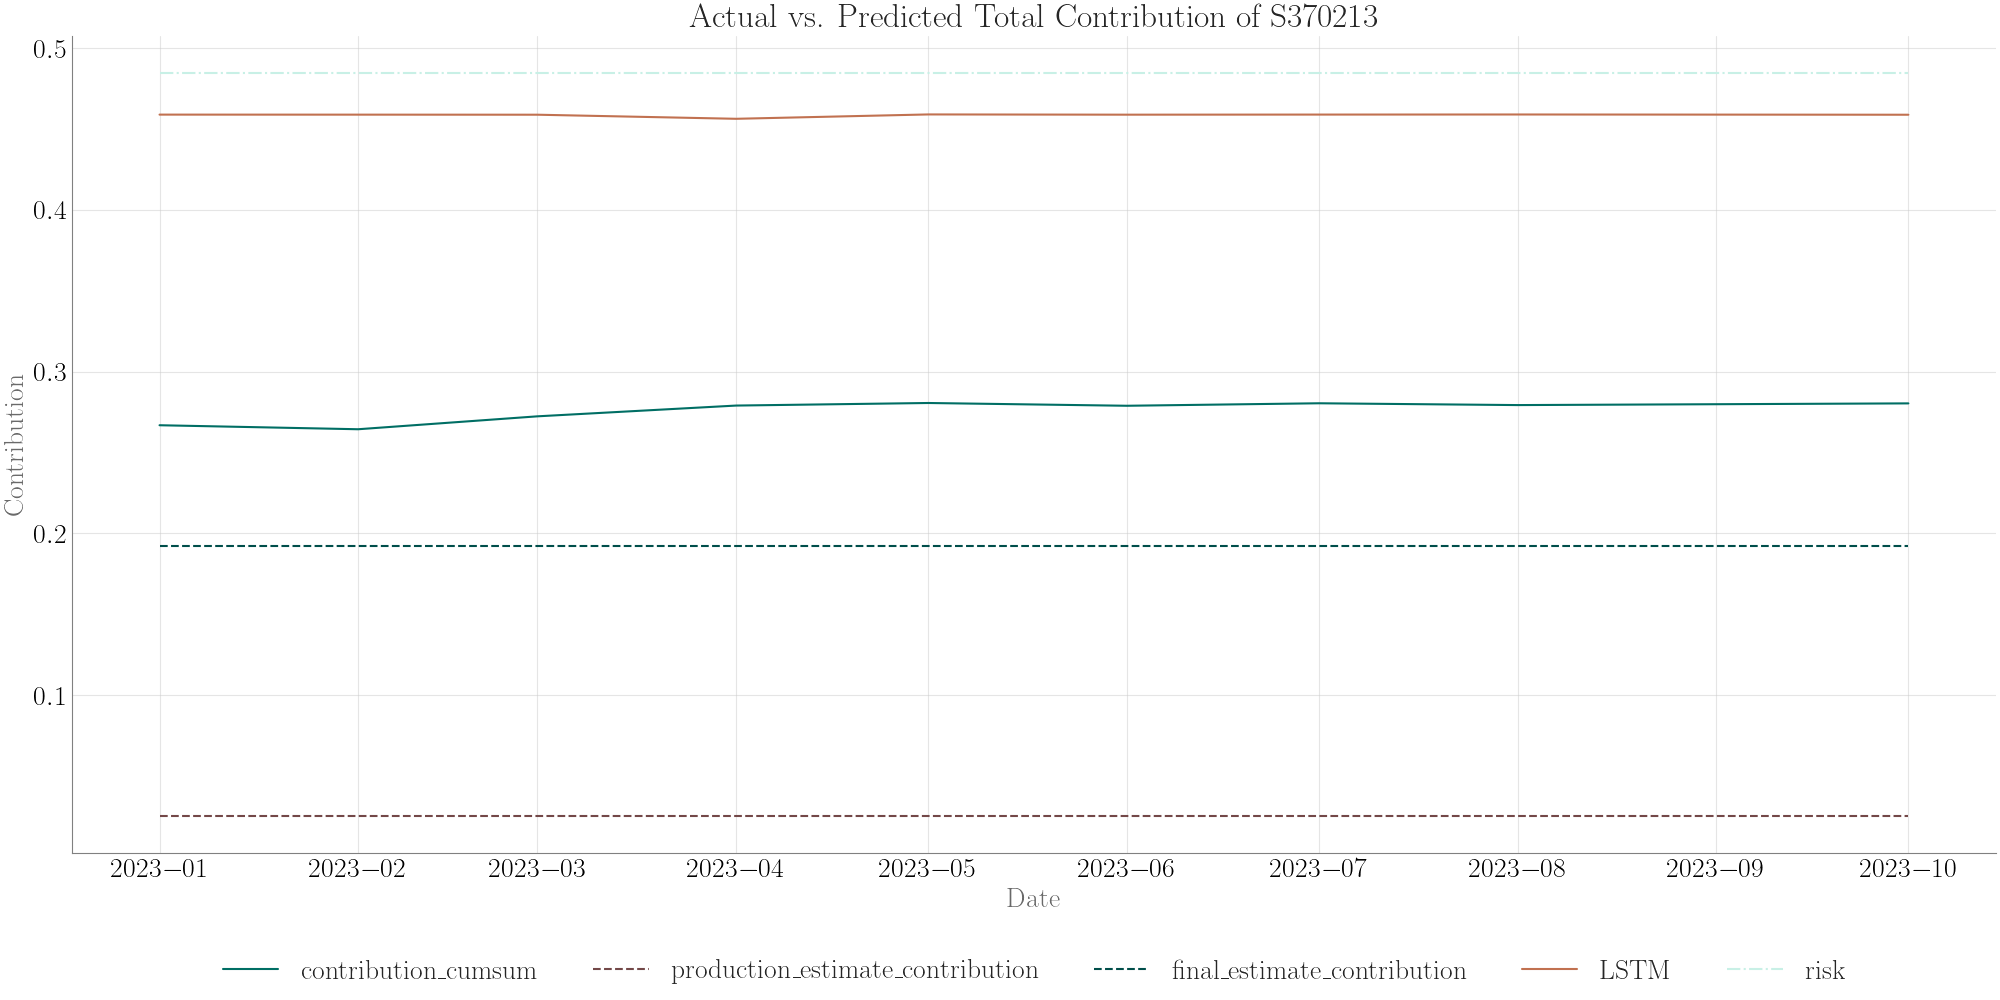 Actual vs. Predicted Total Contribution of S370213
0.5
0.4
0.3
0.2
0.1
Contribution
2023−01 2023−02 2023−03 2023−04 2023−05 2023−06 2023−07 2023−08 2023−09 2023−10
Date
contribution_cumsum production_estimate_contribution final_estimate_contribution LSTM risk